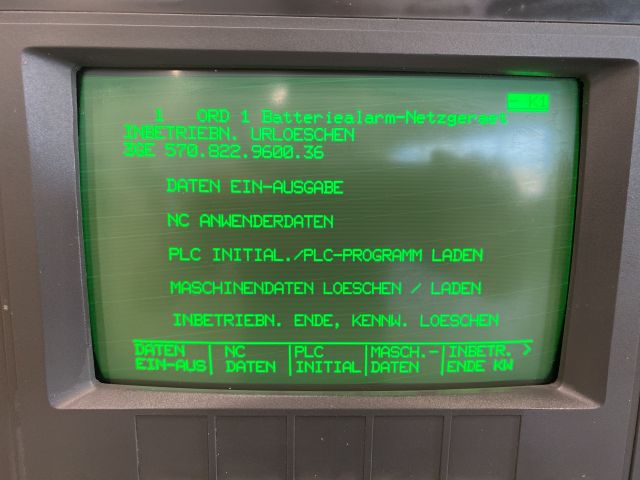 - K1
1 ORD 1 Batteriealarm-Netzgeraet
INBETRIEBN. URLOESCHEN
BGE 570.822.9600.36
DATEN EIN-AUSGABE
NC ANWENDERDATEN
PLC INITIAL./PLC-PROGRAMM LADEN
MASCHINENDATEN LOESCHEN / LADEN
INBETRIEBN. ENDE, KENNW. LOESCHEN
DATEN EIN-AUS
NC DATEN
PLC INITIAL
MASCH.- DATEN
INBETR. ENDE KW >